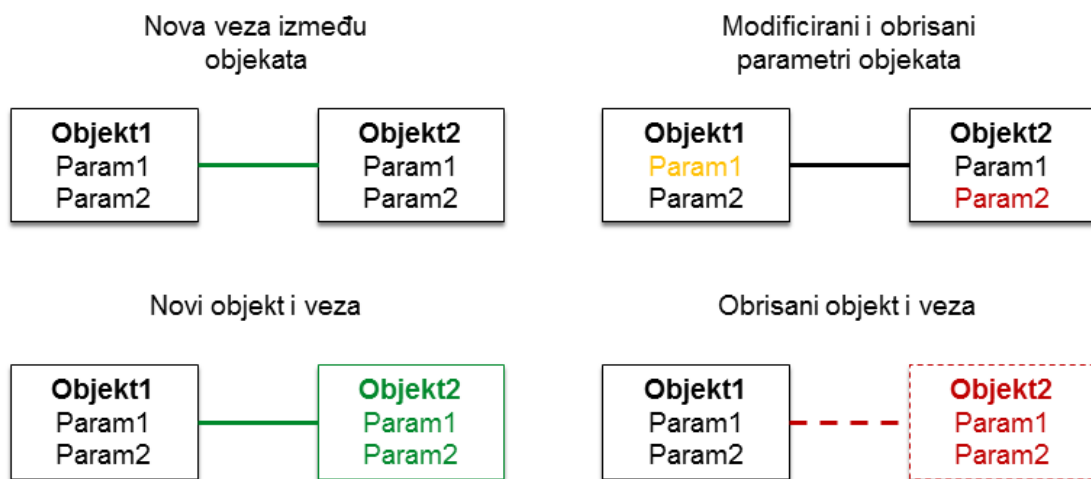 Nova veza između
objekata
Objekt1
Param1
Param2
Objekt2
Param1
Param2
Modificirani i obrisani
parametri objekata
Objekt1
Param1
Param2
Objekt2
Param1
Param2
Novi objekt i veza
Objekt1
Param1
Param2
Objekt2
Param1
Param2
Obrisani objekt i veza
Objekt1
Param1
Param2
Objekt2
Param1
Param2